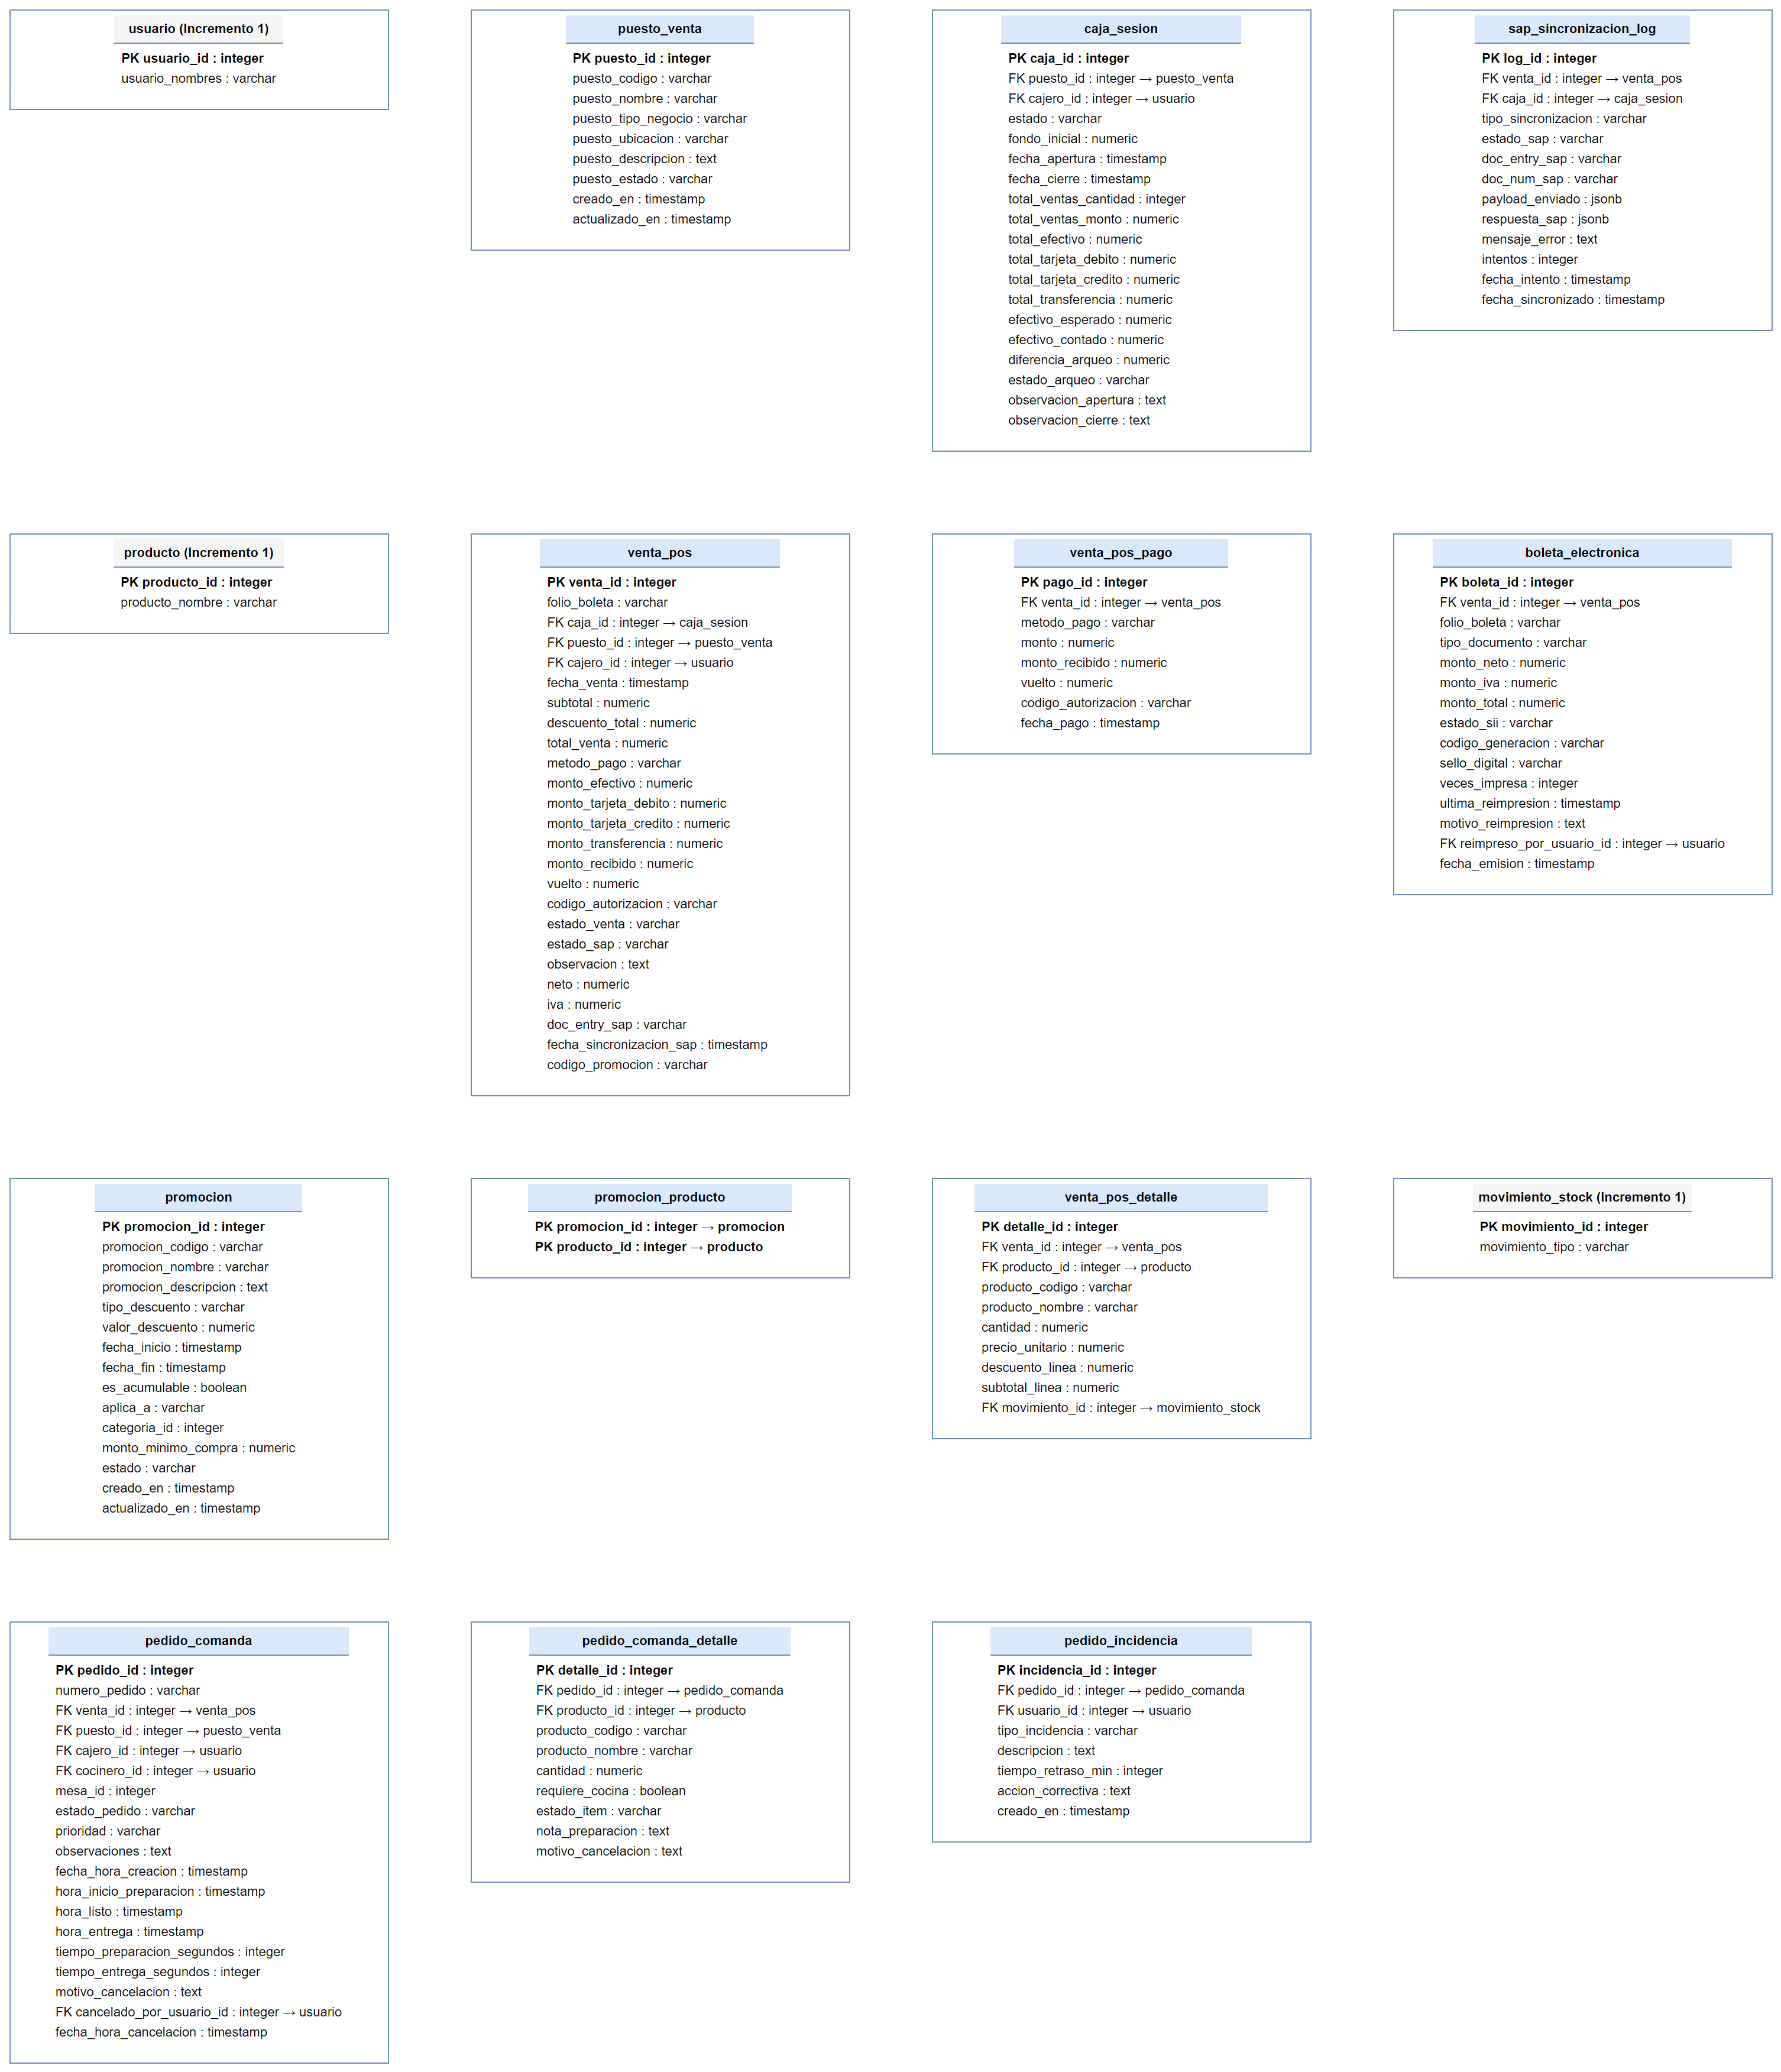 usuario (Incremento 1)
PK usuario_id : integer
usuario_nombres : varchar
puesto_venta
PK puesto_id : integer
puesto_codigo : varchar
puesto_nombre : varchar
puesto_tipo_negocio : varchar
puesto_ubicacion : varchar
puesto_descripcion : text
puesto_estado : varchar
creado_en : timestamp
actualizado_en : timestamp
caja_sesion
PK caja_id : integer
FK puesto_id : integer → puesto_venta
FK cajero_id : integer → usuario
estado : varchar
fondo_inicial : numeric
fecha_apertura : timestamp
fecha_cierre : timestamp
total_ventas_cantidad : integer
total_ventas_monto : numeric
total_efectivo : numeric
total_tarjeta_debito : numeric
total_tarjeta_credito : numeric
total_transferencia : numeric
efectivo_esperado : numeric
efectivo_contado : numeric
diferencia_arqueo : numeric
estado_arqueo : varchar
observacion_apertura : text
observacion_cierre : text
sap_sincronizacion_log
PK log_id : integer
FK venta_id : integer → venta_pos
FK caja_id : integer → caja_sesion
tipo_sincronizacion : varchar
estado_sap : varchar
doc_entry_sap : varchar
doc_num_sap : varchar
payload_enviado : jsonb
respuesta_sap : jsonb
mensaje_error : text
intentos : integer
fecha_intento : timestamp
fecha_sincronizado : timestamp
producto (Incremento 1)
PK producto_id : integer
producto_nombre : varchar
venta_pos
PK venta_id : integer
folio_boleta : varchar
FK caja_id : integer → caja_sesion
FK puesto_id : integer → puesto_venta
FK cajero_id : integer → usuario
fecha_venta : timestamp
subtotal : numeric
descuento_total : numeric
total_venta : numeric
metodo_pago : varchar
monto_efectivo : numeric
monto_tarjeta_debito : numeric
monto_tarjeta_credito : numeric
monto_transferencia : numeric
monto_recibido : numeric
vuelto : numeric
codigo_autorizacion : varchar
estado_venta : varchar
estado_sap : varchar
observacion : text
neto : numeric
iva : numeric
doc_entry_sap : varchar
fecha_sincronizacion_sap : timestamp
codigo_promocion : varchar
venta_pos_pago
PK pago_id : integer
FK venta_id : integer → venta_pos
metodo_pago : varchar
monto : numeric
monto_recibido : numeric
vuelto : numeric
codigo_autorizacion : varchar
fecha_pago : timestamp
boleta_electronica
PK boleta_id : integer
FK venta_id : integer → venta_pos
folio_boleta : varchar
tipo_documento : varchar
monto_neto : numeric
monto_iva : numeric
monto_total : numeric
estado_sii : varchar
codigo_generacion : varchar
sello_digital : varchar
veces_impresa : integer
ultima_reimpresion : timestamp
motivo_reimpresion : text
FK reimpreso_por_usuario_id : integer → usuario
fecha_emision : timestamp
promocion
PK promocion_id : integer
promocion_codigo : varchar
promocion_nombre : varchar
promocion_descripcion : text
tipo_descuento : varchar
valor_descuento : numeric
fecha_inicio : timestamp
fecha_fin : timestamp
es_acumulable : boolean
aplica_a : varchar
categoria_id : integer
monto_minimo_compra : numeric
estado : varchar
creado_en : timestamp
actualizado_en : timestamp
promocion_producto
PK promocion_id : integer → promocion
PK producto_id : integer → producto
venta_pos_detalle
PK detalle_id : integer
FK venta_id : integer → venta_pos
FK producto_id : integer → producto
producto_codigo : varchar
producto_nombre : varchar
cantidad : numeric
precio_unitario : numeric
descuento_linea : numeric
subtotal_linea : numeric
FK movimiento_id : integer → movimiento_stock
movimiento_stock (Incremento 1)
PK movimiento_id : integer
movimiento_tipo : varchar
pedido_comanda
PK pedido_id : integer
numero_pedido : varchar
FK venta_id : integer → venta_pos
FK puesto_id : integer → puesto_venta
FK cajero_id : integer → usuario
FK cocinero_id : integer → usuario
mesa_id : integer
estado_pedido : varchar
prioridad : varchar
observaciones : text
fecha_hora_creacion : timestamp
hora_inicio_preparacion : timestamp
hora_listo : timestamp
hora_entrega : timestamp
tiempo_preparacion_segundos : integer
tiempo_entrega_segundos : integer
motivo_cancelacion : text
FK cancelado_por_usuario_id : integer → usuario
fecha_hora_cancelacion : timestamp
pedido_comanda_detalle
PK detalle_id : integer
FK pedido_id : integer → pedido_comanda
FK producto_id : integer → producto
producto_codigo : varchar
producto_nombre : varchar
cantidad : numeric
requiere_cocina : boolean
estado_item : varchar
nota_preparacion : text
motivo_cancelacion : text
pedido_incidencia
PK incidencia_id : integer
FK pedido_id : integer → pedido_comanda
FK usuario_id : integer → usuario
tipo_incidencia : varchar
descripcion : text
tiempo_retraso_min : integer
accion_correctiva : text
creado_en : timestamp